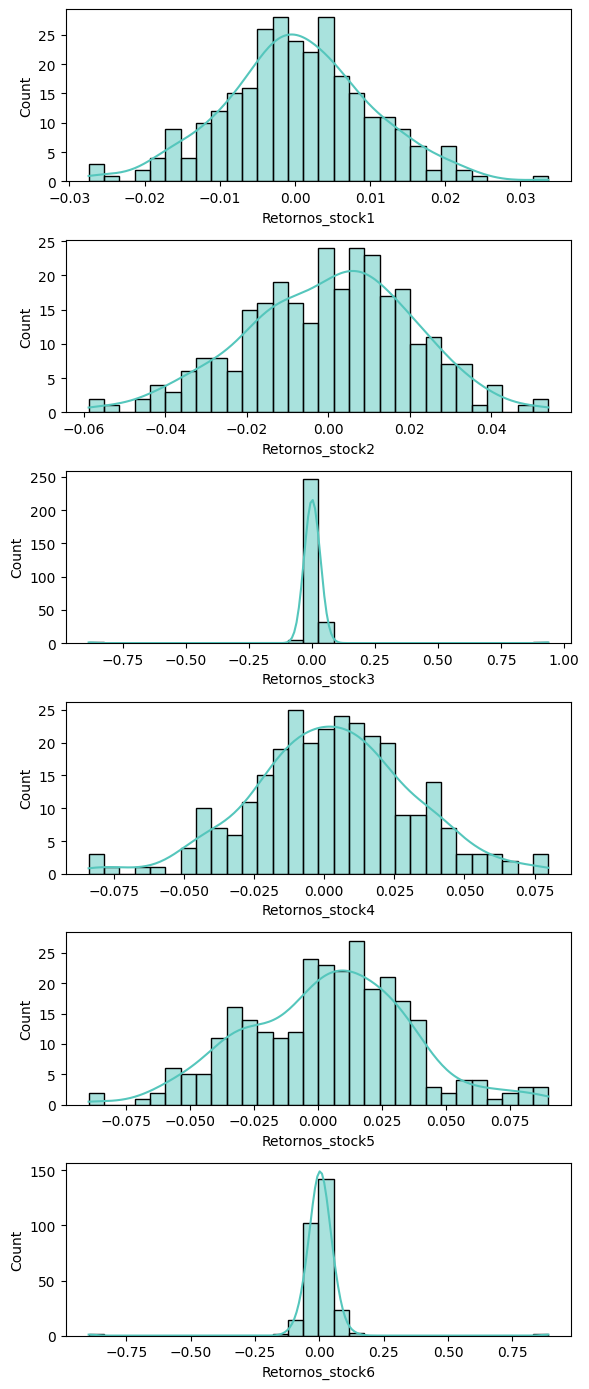 25
20
15
10
5
0
Count
−0.03 −0.02 −0.01 0.00 0.01 0.02 0.03
Retornos_stock1
25
20
15
10
5
0
Count
−0.06 −0.04 −0.02 0.00 0.02 0.04
Retornos_stock2
250
200
150
100
50
0
Count
−0.75 −0.50 −0.25 0.00 0.25 0.50 0.75 1.00
Retornos_stock3
25
20
15
10
5
0
Count
−0.075 −0.050 −0.025 0.000 0.025 0.050 0.075
Retornos_stock4
25
20
15
10
5
0
Count
−0.075 −0.050 −0.025 0.000 0.025 0.050 0.075
Retornos_stock5
150
100
50
0
Count
−0.75 −0.50 −0.25 0.00 0.25 0.50 0.75
Retornos_stock6